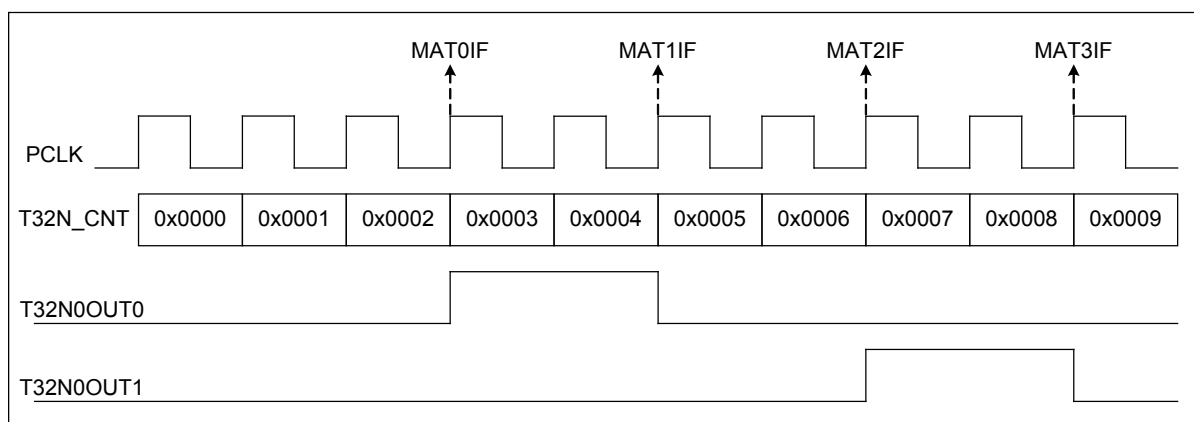 MAT0IF MAT1IF MAT2IF MAT3IF
PCLK
T32N_CNT 0x0000 0x0001 0x0002 0x0003 0x0004 0x0005 0x0006 0x0007 0x0008 0x0009
T32N0OUT0
T32N0OUT1